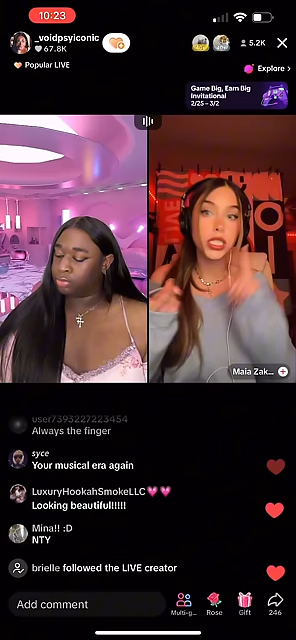 10:23
_voidpsyiconic
67.8K
5.2K
Popular LIVE
Explore >
Game Big, Earn Big
Invitational
2/25 – 3/2
Maia Zak...
user7393227223454
Always the finger
syce
Your musical era again
LuxuryHookahSmokeLLC💗💗
Looking beautiful!!!!!
Mina!! :D
NTY
brielle followed the LIVE creator
Add comment
Multi-g...
Rose
Gift
246